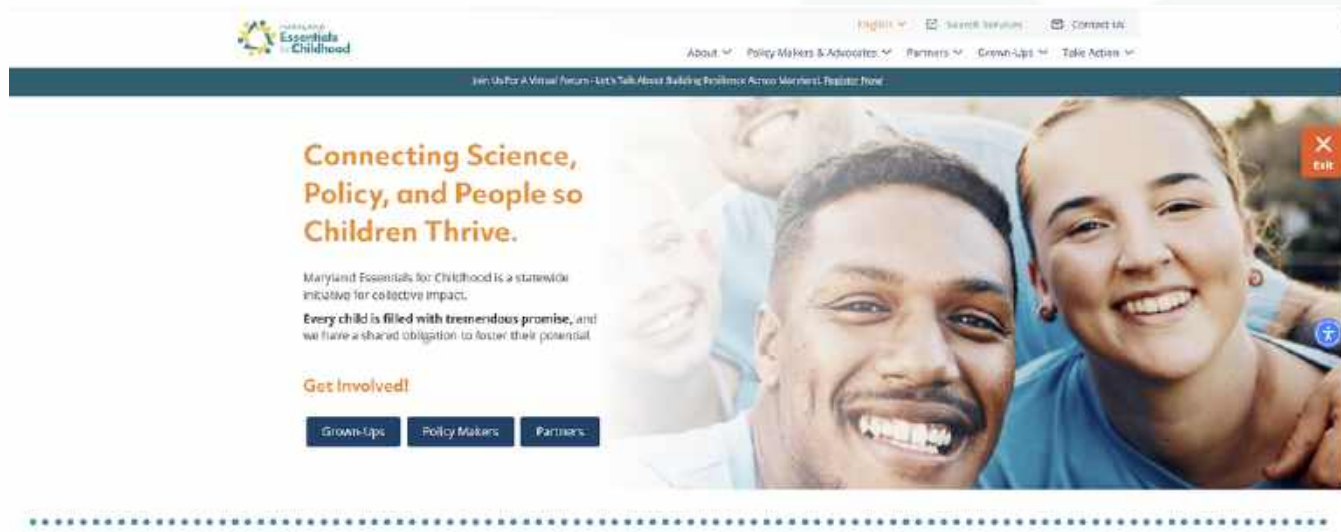 MARYLAND
Essentials
for Childhood
English
Search Services
Contact Us
About
Policy Makers & Advocates
Partners
Grown-Ups
Take Action
Join Us For A Virtual Forum - Let's Talk About Building Resilience Across Maryland. Register Now
Connecting Science,
Policy, and People so
Children Thrive.
Maryland Essentials for Childhood is a statewide
initiative for collective impact.
Every child is filled with tremendous promise, and
we have a shared obligation to foster their potential
Get Involved!
Grown-Ups
Policy Makers
Partners
Exit